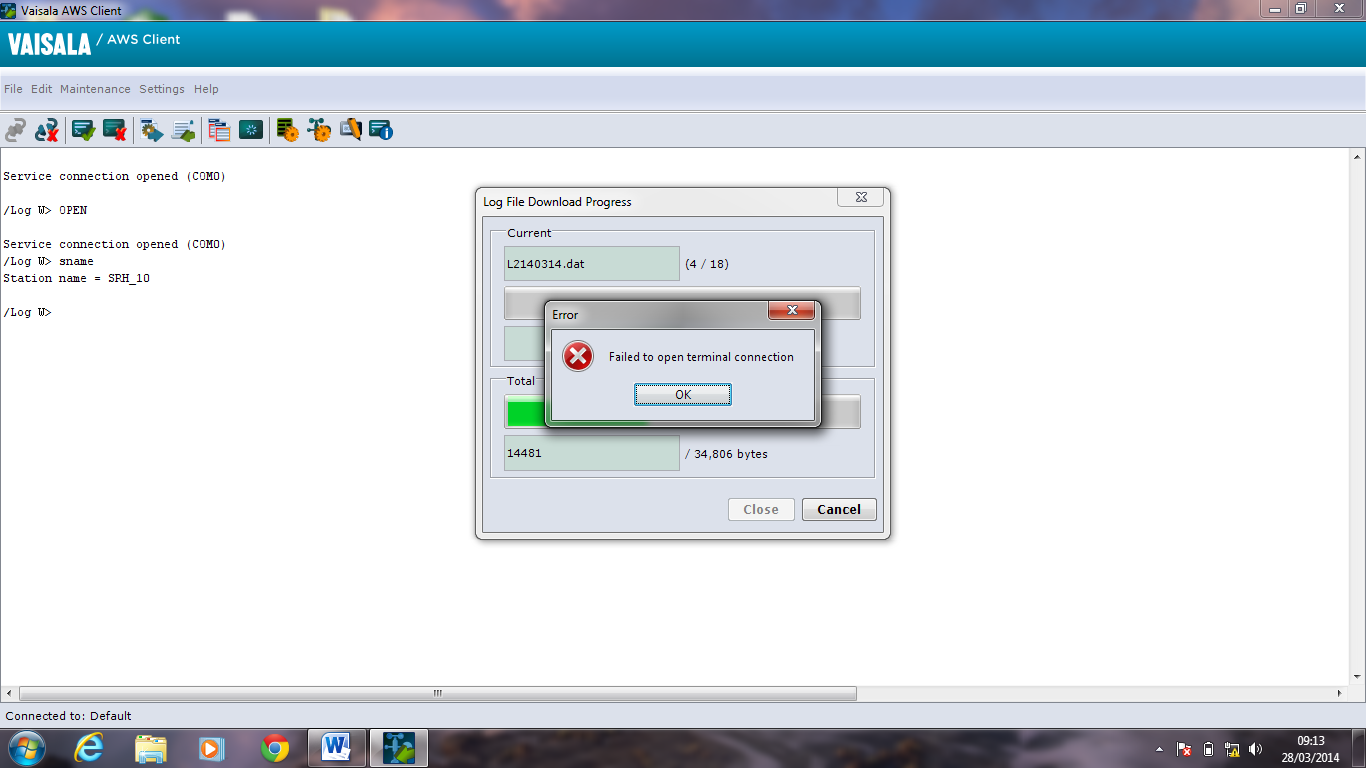 Vaisala AWS Client
VAISALA / AWS Client
File Edit Maintenance Settings Help
Service connection opened (COM0)
/Log W> OPEN
Service connection opened (COM0)
/Log W> sname
Station name = SRH_10
/Log W>
Log File Download Progress
Current
L2140314.dat (4 / 18)
Error
Failed to open terminal connection
OK
Total
14481 / 34,806 bytes
Close Cancel
Connected to: Default
09:13
28/03/2014